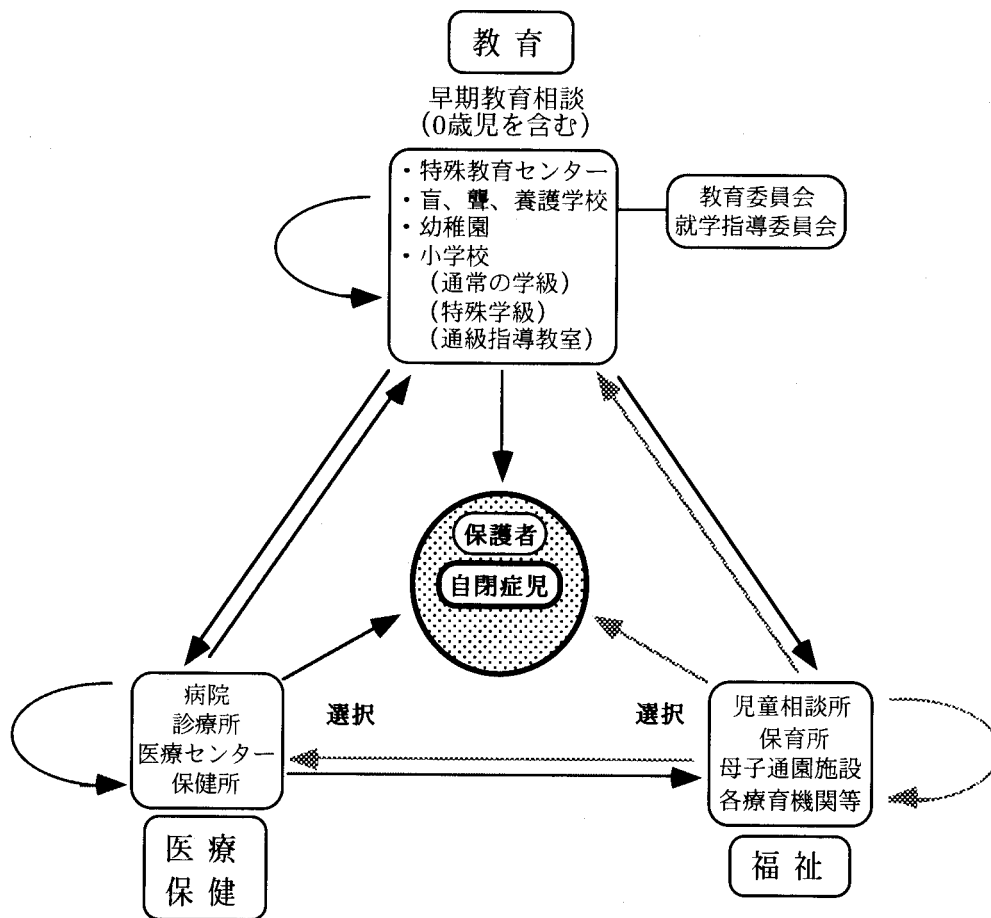 教 育
早期教育相談
(0歳児を含む)
・特殊教育センター
・盲、聾、養護学校
・幼稚園
・小学校
(通常の学級)
(特殊学級)
(通級指導教室)
教育委員会
就学指導委員会
保護者
自閉症児
病院
診療所
医療センター
保健所
選択
選択
児童相談所
保育所
母子通園施設
各療育機関等
医 療
保 健
福 祉